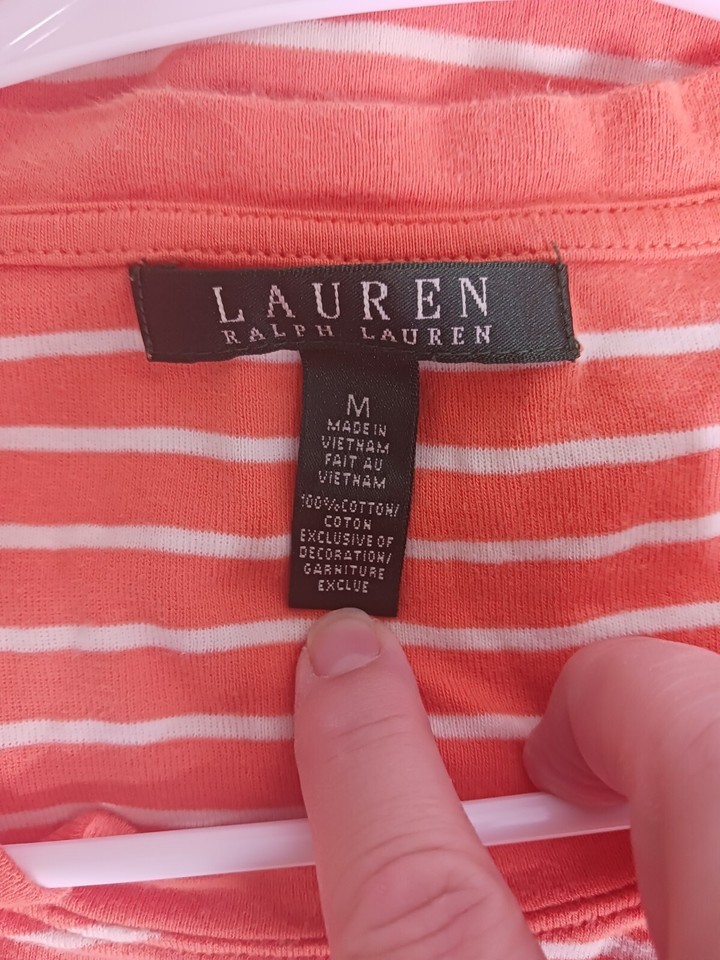 LAUREN
RALPH LAUREN
M
MADE IN
VIETNAM
FAIT AU
VIETNAM
100% COTTON/
COTON
EXCLUSIVE OF
DECORATION/
GARNITURE
EXCLUE